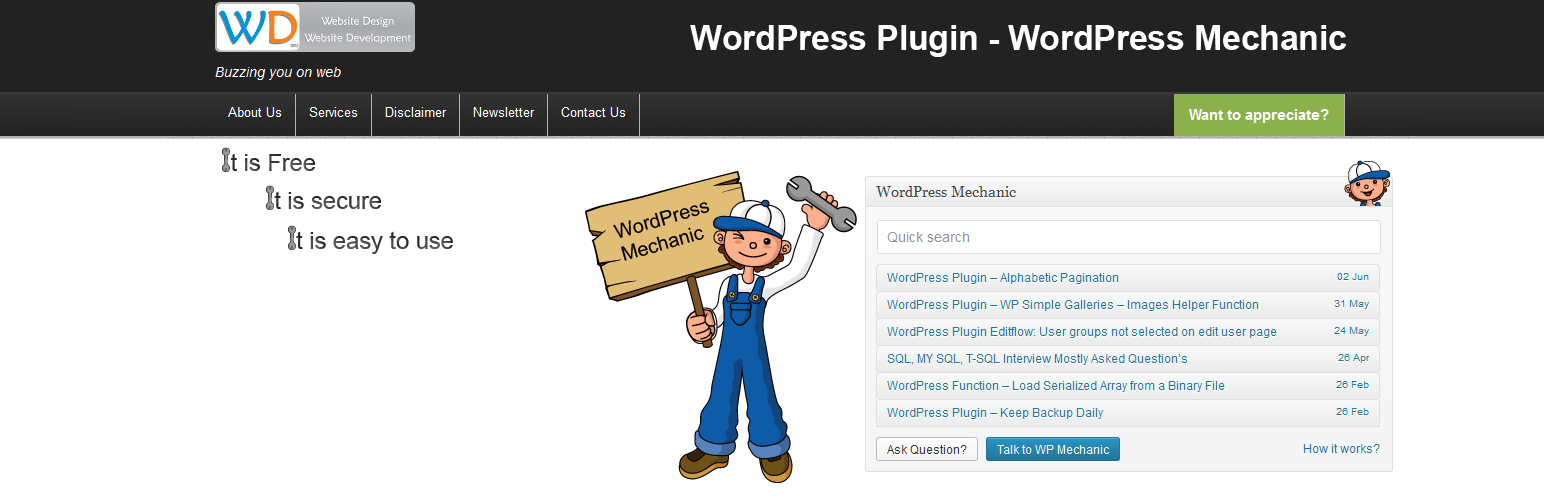 WD
Website Design
Website Development
Buzzing you on web
WordPress Plugin - WordPress Mechanic
About Us
Services
Disclaimer
Newsletter
Contact Us
Want to appreciate?
It is Free
It is secure
It is easy to use
WordPress
Mechanic
WordPress Mechanic
Quick search
WordPress Plugin – Alphabetic Pagination 02 Jun
WordPress Plugin – WP Simple Galleries – Images Helper Function 31 May
WordPress Plugin Editflow: User groups not selected on edit user page 24 May
SQL, MY SQL, T-SQL Interview Mostly Asked Question's 26 Apr
WordPress Function – Load Serialized Array from a Binary File 26 Feb
WordPress Plugin – Keep Backup Daily 26 Feb
Ask Question?
Talk to WP Mechanic
How it works?